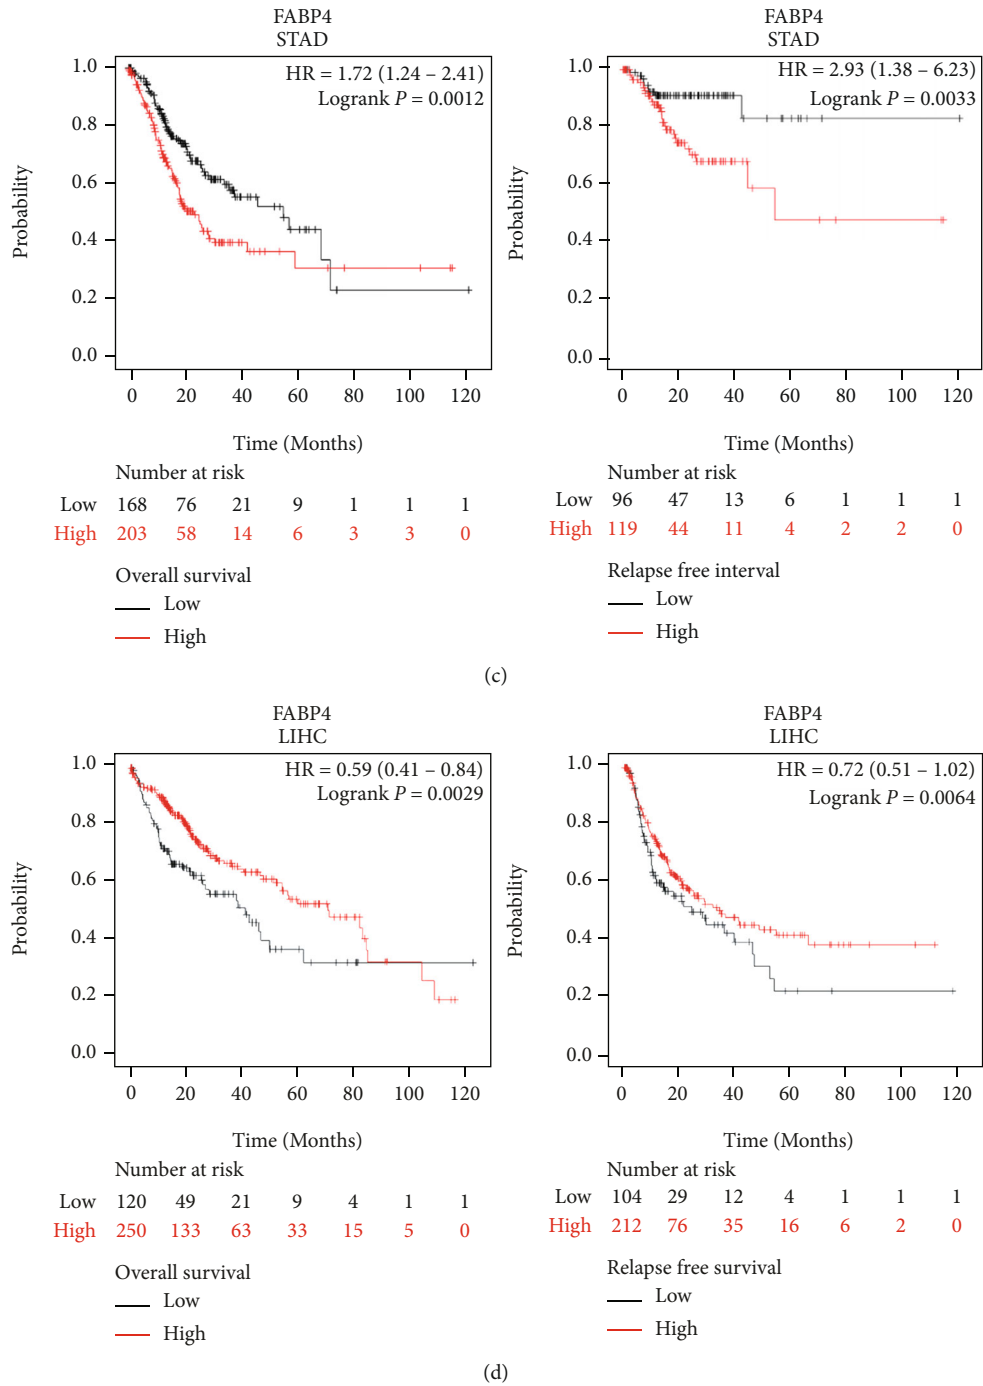 FABP4
STAD
HR = 1.72 (1.24 – 2.41)
Logrank P = 0.0012
1.0
0.8
0.6
0.4
0.2
0.0
Probability
0 20 40 60 80 100 120
Time (Months)
Number at risk
Low 168 76 21 9 1 1 1
High 203 58 14 6 3 3 0
Overall survival
Low
High
FABP4
STAD
HR = 2.93 (1.38 – 6.23)
Logrank P = 0.0033
1.0
0.8
0.6
0.4
0.2
0.0
Probability
0 20 40 60 80 100 120
Time (Months)
Number at risk
Low 96 47 13 6 1 1 1
High 119 44 11 4 2 2 0
Relapse free interval
Low
High
(c)
FABP4
LIHC
HR = 0.59 (0.41 – 0.84)
Logrank P = 0.0029
1.0
0.8
0.6
0.4
0.2
0.0
Probability
0 20 40 60 80 100 120
Time (Months)
Number at risk
Low 120 49 21 9 4 1 1
High 250 133 63 33 15 5 0
Overall survival
Low
High
FABP4
LIHC
HR = 0.72 (0.51 – 1.02)
Logrank P = 0.0064
1.0
0.8
0.6
0.4
0.2
0.0
Probability
0 20 40 60 80 100 120
Time (Months)
Number at risk
Low 104 29 12 4 1 1 1
High 212 76 35 16 6 2 0
Relapse free survival
Low
High
(d)